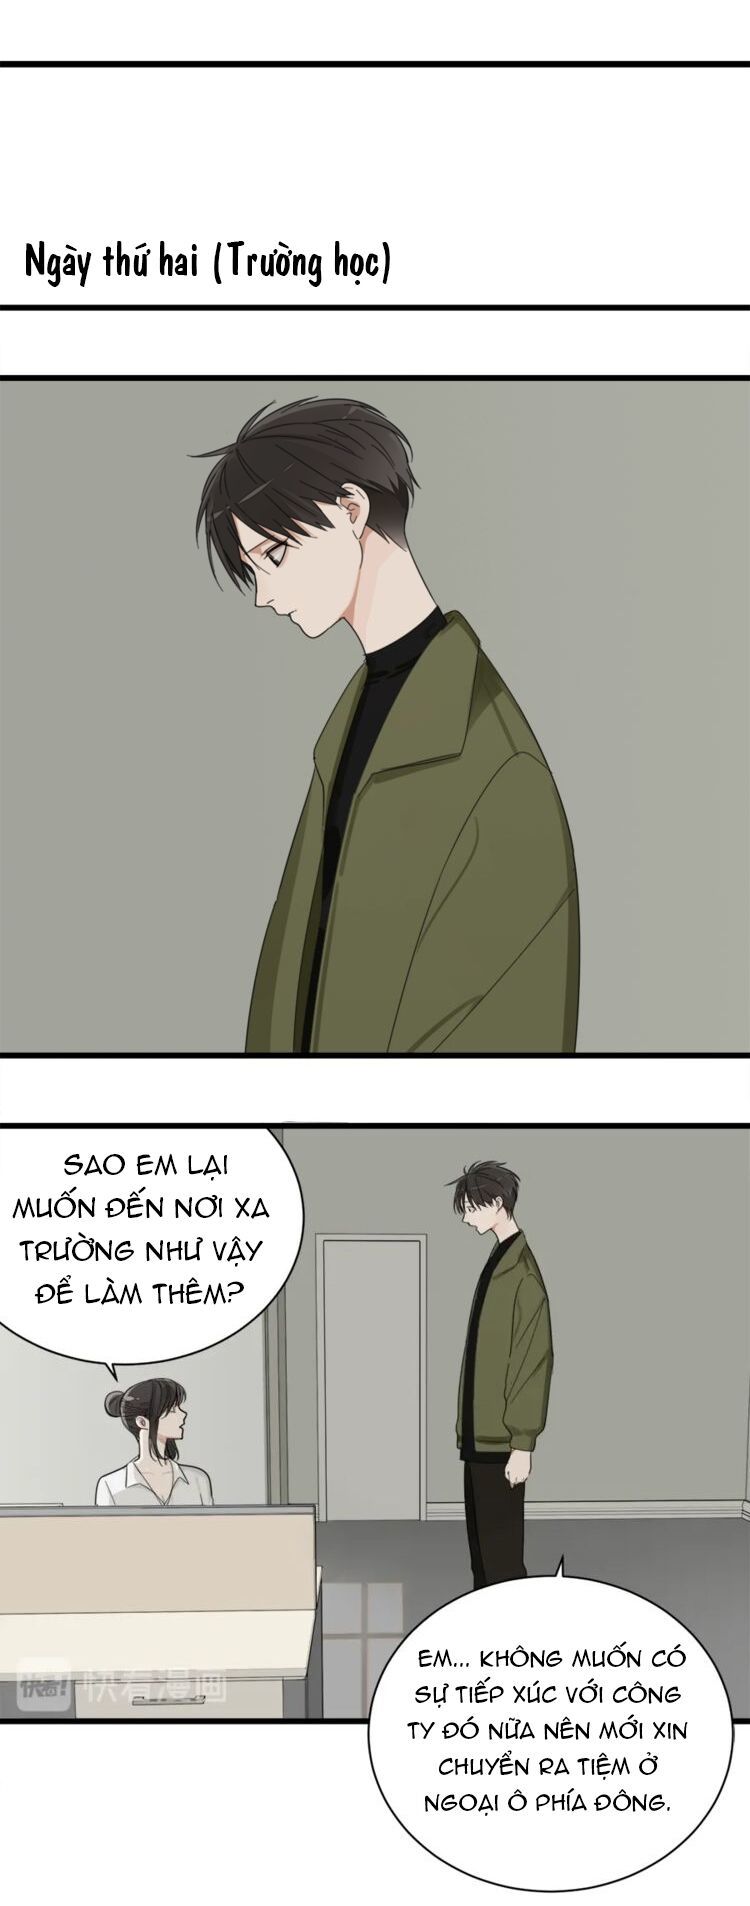 Ngày thứ hai (Trường học)
SAO EM LẠI
MUỐN ĐẾN NƠI XA
TRƯỜNG NHƯ VẬY
ĐỂ LÀM THÊM?
快看! 快看漫画
EM... KHÔNG MUỐN CÓ
SỰ TIẾP XÚC VỚI CÔNG
TY ĐÓ NỮA NÊN MỚI XIN
CHUYỂN RA TIỆM Ở
NGOẠI Ô PHÍA ĐÔNG.